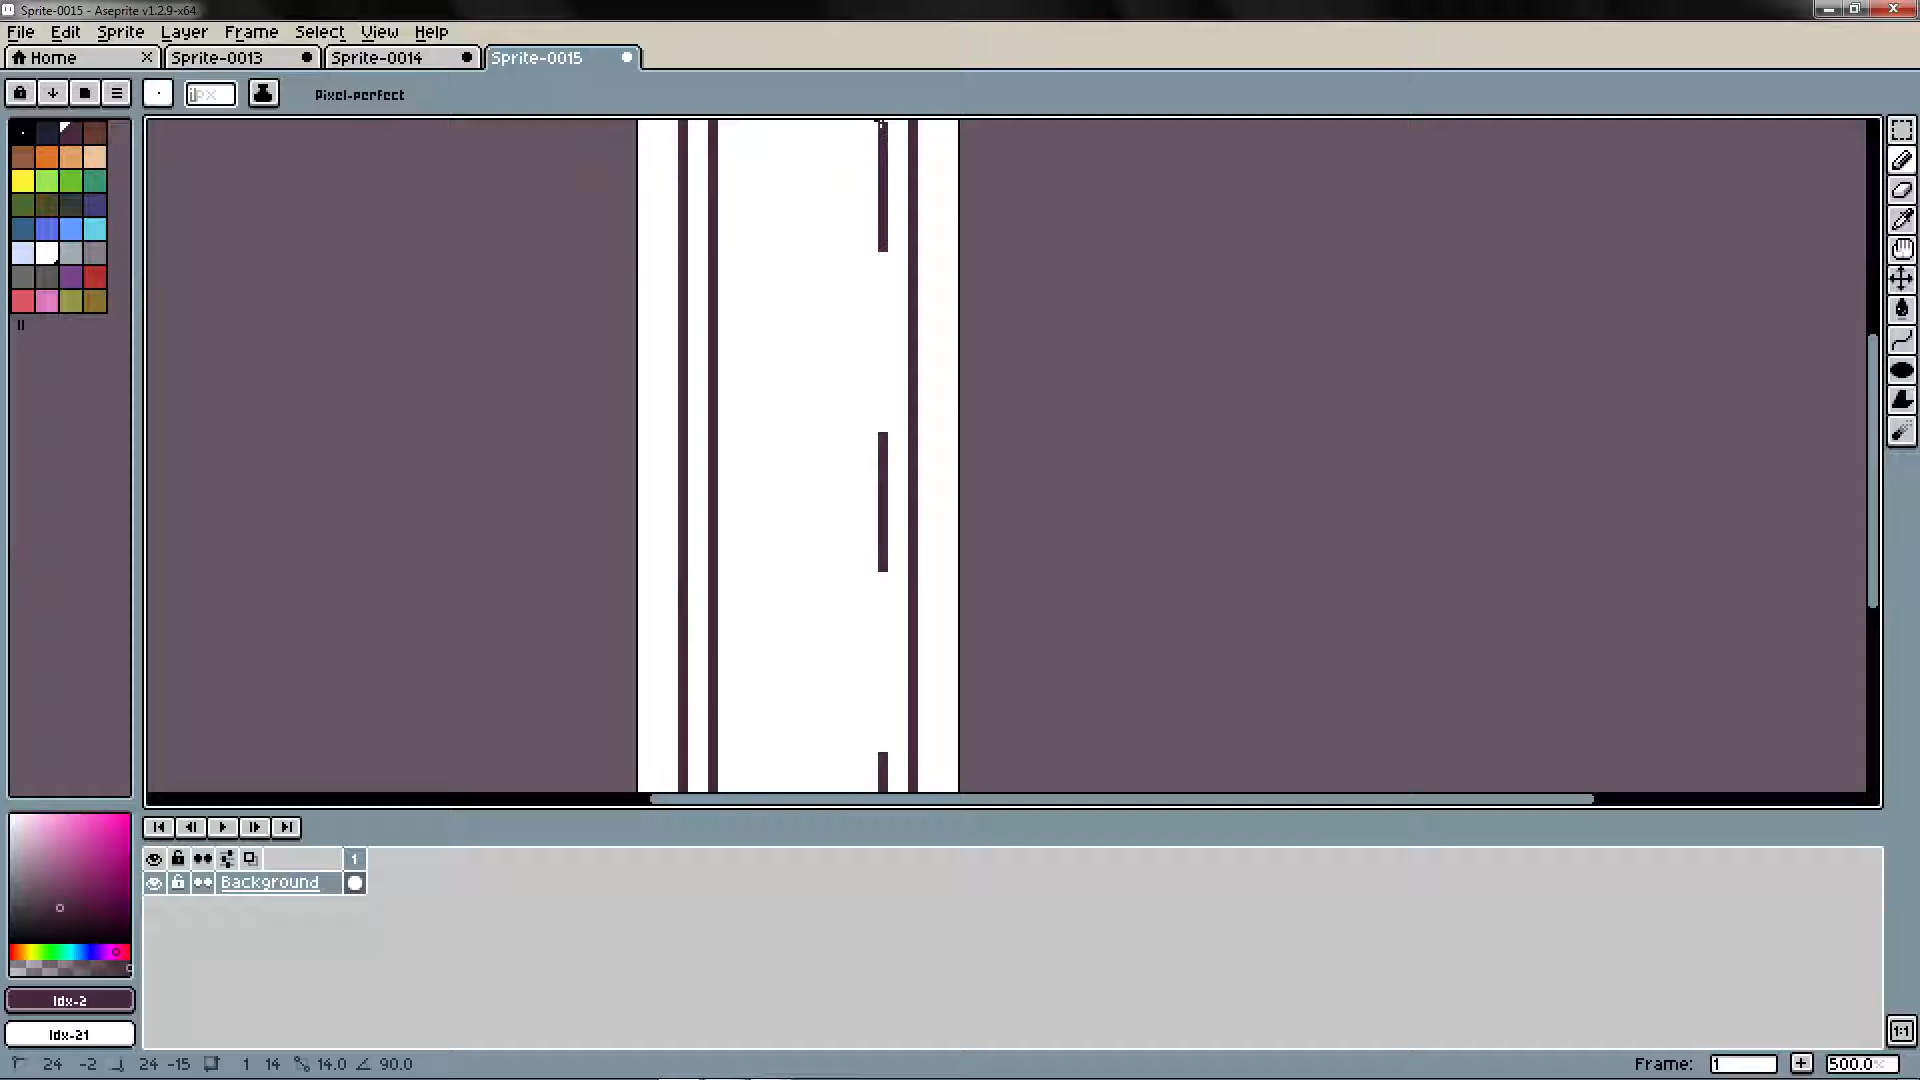 Sprite-0015 - Aseprite v1.2.9-x64
File Edit Sprite Layer Frame Select View Help
Home Sprite-0013 Sprite-0014 Sprite-0015
Pixel-perfect
1
Background
Idx-2
Idx-21
1:1
24 -2 24 -15 1 14 14.0 90.0 Frame: 1 500.0